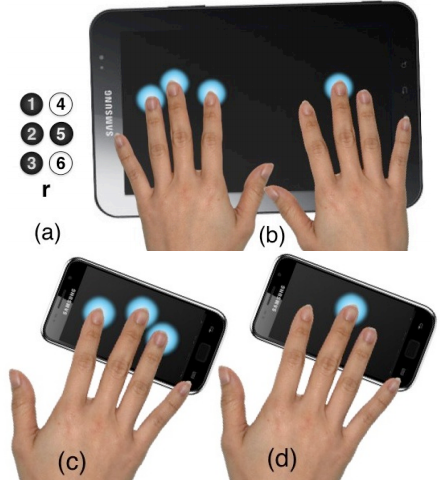 SAMSUNG
1 4
2 5
3 6
r
(a)
(b)
SAMSUNG
SAMSUNG
(c)
(d)